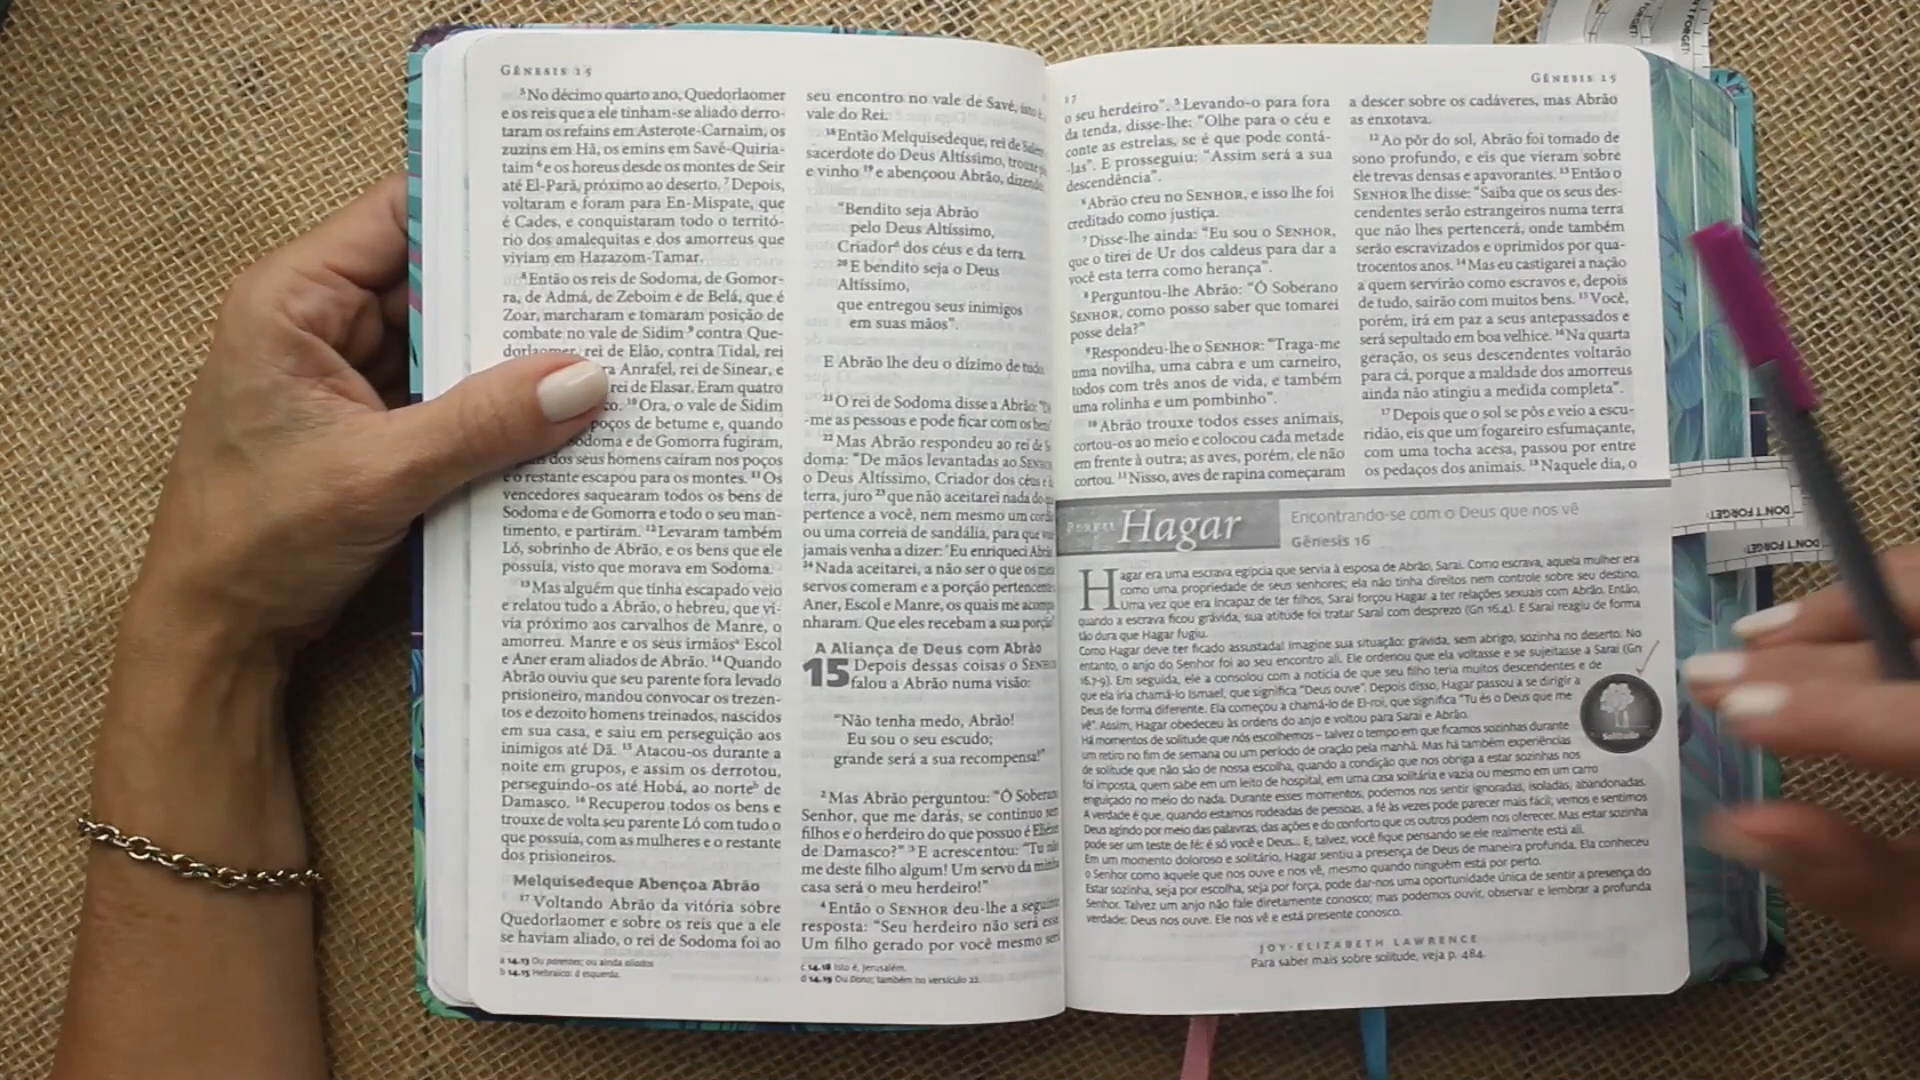 GÊNESIS 15
⁵No décimo quarto ano, Quedorlaomer
e os reis que a ele tinham-se aliado derro-
taram os refains em Asterote-Carnaim, os
zuzins em Hã, os emins em Savé-Quiria-
taim ⁶e os horeus desde os montes de Seir
até El-Parã, próximo ao deserto. ⁷Depois,
voltaram e foram para En-Mispate, que
é Cades, e conquistaram todo o territó-
rio dos amalequitas e dos amorreus que
viviam em Hazazom-Tamar.
⁸Então os reis de Sodoma, de Gomor-
ra, de Admá, de Zeboim e de Belá, que é
Zoar, marcharam e tomaram posição de
combate no vale de Sidim ⁹contra Que-
dorlaomer, rei de Elão, contra Tidal, rei
Anrafel, rei de Sinear, e
rei de Elasar. Eram quatro
¹⁰Ora, o vale de Sidim
poços de betume e, quando
Sodoma e de Gomorra fugiram,
dos seus homens caíram nos poços
e o restante escapou para os montes. ¹¹Os
vencedores saquearam todos os bens de
Sodoma e de Gomorra e todo o seu man-
timento, e partiram. ¹²Levaram também
Ló, sobrinho de Abrão, e os bens que ele
possuía, visto que morava em Sodoma.
¹³Mas alguém que tinha escapado veio
e relatou tudo a Abrão, o hebreu, que vi-
via próximo aos carvalhos de Manre, o
amorreu. Manre e os seus irmãosᵃ Escol
e Aner eram aliados de Abrão. ¹⁴Quando
Abrão ouviu que seu parente fora levado
prisioneiro, mandou convocar os trezen-
tos e dezoito homens treinados, nascidos
em sua casa, e saiu em perseguição aos
inimigos até Dã. ¹⁵Atacou-os durante a
noite em grupos, e assim os derrotou,
perseguindo-os até Hobá, ao norteᵇ de
Damasco. ¹⁶Recuperou todos os bens e
trouxe de volta seu parente Ló com tudo o
que possuía, com as mulheres e o restante
dos prisioneiros.
Melquisedeque Abençoa Abrão
¹⁷Voltando Abrão da vitória sobre
Quedorlaomer e sobre os reis que a ele
se haviam aliado, o rei de Sodoma foi ao
a 14.13 Ou parentes; ou ainda aliados
b 14.15 Hebraico: à esquerda.
seu encontro no vale de Savé, isto é,
vale do Rei.
¹⁸Então Melquisedeque, rei de Salém
sacerdote do Deus Altíssimo, trouxe
e vinho ¹⁹e abençoou Abrão, dizendo
"Bendito seja Abrão
pelo Deus Altíssimo,
Criadorᵈ dos céus e da terra.
²⁰E bendito seja o Deus
Altíssimo,
que entregou seus inimigos
em suas mãos".
E Abrão lhe deu o dízimo de tudo.
²¹O rei de Sodoma disse a Abrão:
-me as pessoas e pode ficar com os bens"
²²Mas Abrão respondeu ao rei de
doma: "De mãos levantadas ao SENHOR
o Deus Altíssimo, Criador dos céus e
terra, juro ²³que não aceitarei nada do
pertence a você, nem mesmo um
ou uma correia de sandália, para que
jamais venha a dizer: 'Eu enriqueci Abrão
²⁴Nada aceitarei, a não ser o que os meus
servos comeram e a porção pertencente
Aner, Escol e Manre, os quais me
nharam. Que eles recebam a sua porção"
A Aliança de Deus com Abrão
15 Depois dessas coisas o SENHOR
falou a Abrão numa visão:
"Não tenha medo, Abrão!
Eu sou o seu escudo;
grande será a sua recompensa!"
²Mas Abrão perguntou: "Ó Soberano
Senhor, que me darás, se continuo sem
filhos e o herdeiro do que possuo é
de Damasco?" ³E acrescentou: "Tu não
me deste filho algum! Um servo da minha
casa será o meu herdeiro!"
⁴Então o SENHOR deu-lhe a seguinte
resposta: "Seu herdeiro não será esse
Um filho gerado por você mesmo será
c 14.18 Isto é, Jerusalém.
d 14.19 Ou Dono; também no versículo 22.
17
GÊNESIS 15
o seu herdeiro". ⁵Levando-o para fora
da tenda, disse-lhe: "Olhe para o céu e
conte as estrelas, se é que pode contá-
-las". E prosseguiu: "Assim será a sua
descendência".
⁶Abrão creu no SENHOR, e isso lhe foi
creditado como justiça.
⁷Disse-lhe ainda: "Eu sou o SENHOR,
que o tirei de Ur dos caldeus para dar a
você esta terra como herança".
⁸Perguntou-lhe Abrão: "Ó Soberano
SENHOR, como posso saber que tomarei
posse dela?"
⁹Respondeu-lhe o SENHOR: "Traga-me
uma novilha, uma cabra e um carneiro,
todos com três anos de vida, e também
uma rolinha e um pombinho".
¹⁰Abrão trouxe todos esses animais,
cortou-os ao meio e colocou cada metade
em frente à outra; as aves, porém, ele não
cortou. ¹¹Nisso, aves de rapina começaram
a descer sobre os cadáveres, mas Abrão
as enxotava.
¹²Ao pôr do sol, Abrão foi tomado de
sono profundo, e eis que vieram sobre
ele trevas densas e apavorantes. ¹³Então o
SENHOR lhe disse: "Saiba que os seus des-
cendentes serão estrangeiros numa terra
que não lhes pertencerá, onde também
serão escravizados e oprimidos por qua-
trocentos anos. ¹⁴Mas eu castigarei a nação
a quem servirão como escravos e, depois
de tudo, sairão com muitos bens. ¹⁵Você,
porém, irá em paz a seus antepassados e
será sepultado em boa velhice. ¹⁶Na quarta
geração, os seus descendentes voltarão
para cá, porque a maldade dos amorreus
ainda não atingiu a medida completa".
¹⁷Depois que o sol se pôs e veio a escu-
ridão, eis que um fogareiro esfumaçante,
com uma tocha acesa, passou por entre
os pedaços dos animais. ¹⁸Naquele dia, o
PERFIL Hagar
Encontrando-se com o Deus que nos vê
Gênesis 16
Hagar era uma escrava egípcia que servia à esposa de Abrão, Sarai. Como escrava, aquela mulher era
como uma propriedade de seus senhores; ela não tinha direitos nem controle sobre seu destino.
Uma vez que era incapaz de ter filhos, Sarai forçou Hagar a ter relações sexuais com Abrão. Então,
quando a escrava ficou grávida, sua atitude foi tratar Sarai com desprezo (Gn 16.4). E Sarai reagiu de forma
tão dura que Hagar fugiu.
Como Hagar deve ter ficado assustada! Imagine sua situação: grávida, sem abrigo, sozinha no deserto. No
entanto, o anjo do Senhor foi ao seu encontro ali. Ele ordenou que ela voltasse e se sujeitasse a Sarai (Gn
16.7-9). Em seguida, ele a consolou com a notícia de que seu filho teria muitos descendentes e de
que ela iria chamá-lo Ismael, que significa "Deus ouve". Depois disso, Hagar passou a se dirigir a
Deus de forma diferente. Ela começou a chamá-lo de El-roi, que significa "Tu és o Deus que me
vê". Assim, Hagar obedeceu às ordens do anjo e voltou para Sarai e Abrão.
Há momentos de solitude que nós escolhemos – talvez o tempo em que ficamos sozinhas durante
um retiro no fim de semana ou um período de oração pela manhã. Mas há também experiências
de solitude que não são de nossa escolha, quando a condição que nos obriga a estar sozinhas nos
foi imposta, quem sabe em um leito de hospital, em uma casa solitária e vazia ou mesmo em um carro
enguiçado no meio do nada. Durante esses momentos, podemos nos sentir ignoradas, isoladas, abandonadas.
A verdade é que, quando estamos rodeadas de pessoas, a fé às vezes pode parecer mais fácil; vemos e sentimos
Deus agindo por meio das palavras, das ações e do conforto que os outros podem nos oferecer. Mas estar sozinha
pode ser um teste de fé: é só você e Deus... E, talvez, você fique pensando se ele realmente está ali.
Em um momento doloroso e solitário, Hagar sentiu a presença de Deus de maneira profunda. Ela conheceu
o Senhor como aquele que nos ouve e nos vê, mesmo quando ninguém está por perto.
Estar sozinha, seja por escolha, seja por força, pode dar-nos uma oportunidade única de sentir a presença do
Senhor. Talvez um anjo não fale diretamente conosco; mas podemos ouvir, observar e lembrar a profunda
verdade: Deus nos ouve. Ele nos vê e está presente conosco.
Solitude
JOY-ELIZABETH LAWRENCE
Para saber mais sobre solitude, veja p. 484.
DON'T FORGET:
DON'T FORGET:
FORGET:
N'T FORGET: